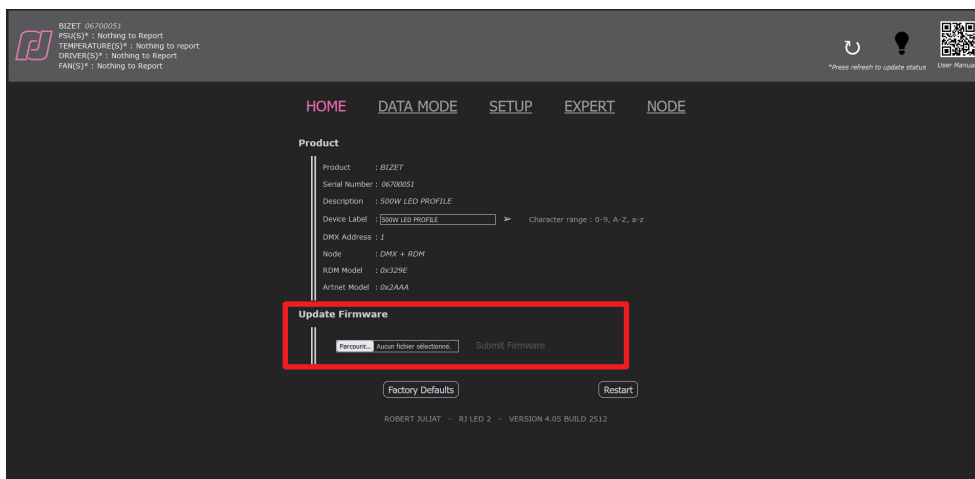 BIZET 06700051
PSU(S)* : Nothing to Report
TEMPERATURE(S)* : Nothing to report
DRIVER(S)* : Nothing to Report
FAN(S)* : Nothing to Report
*Press refresh to update status
User Manual
HOME DATA MODE SETUP EXPERT NODE
Product
Product : BIZET
Serial Number : 06700051
Description : 500W LED PROFILE
Device Label : 500W LED PROFILE ➢ Character range : 0-9, A-Z, a-z
DMX Address : 1
Node : DMX + RDM
RDM Model : 0x329E
Artnet Model : 0x2AAA
Update Firmware
Parcourir... Aucun fichier sélectionné. Submit Firmware
Factory Defaults Restart
ROBERT JULIAT - RJ LED 2 - VERSION 4.05 BUILD 2512